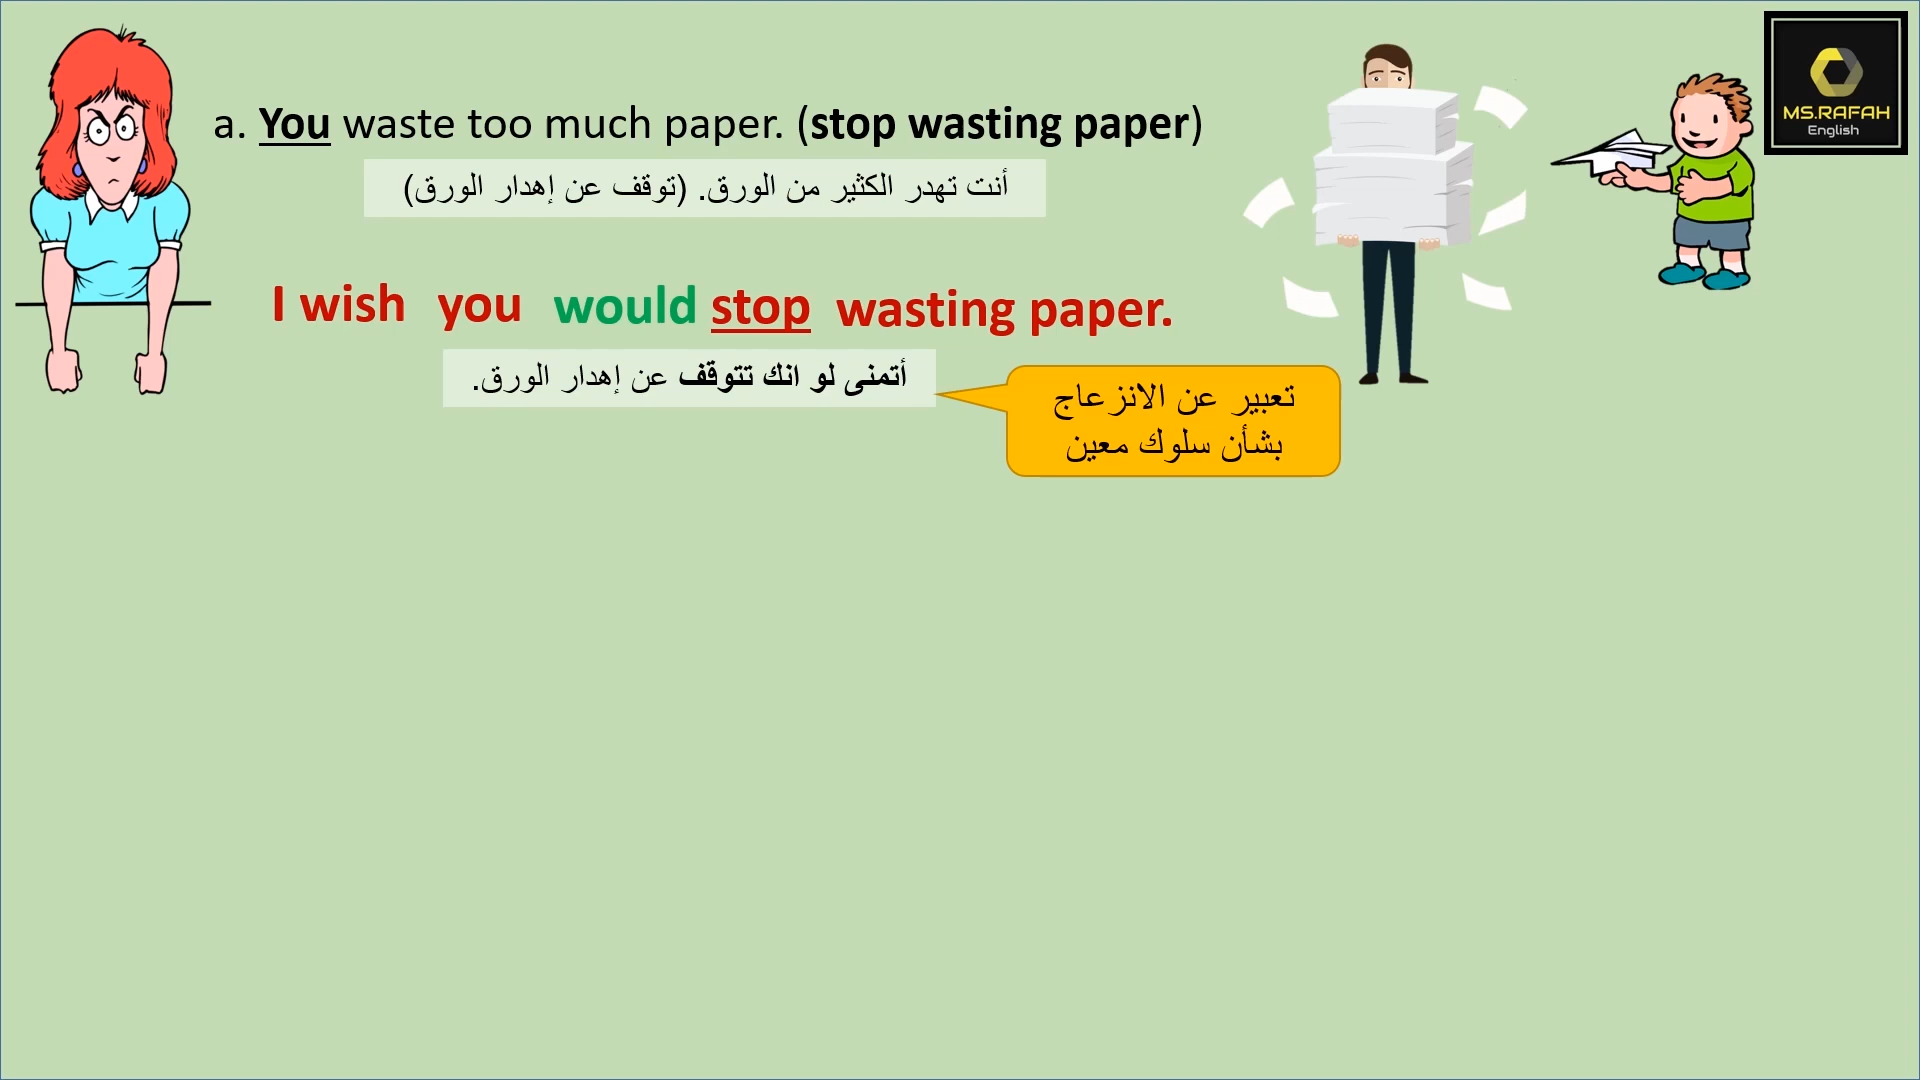 MS.RAFAH
English
a. You waste too much paper. (stop wasting paper)
أنت تهدر الكثير من الورق. (توقف عن إهدار الورق)
I wish you would stop wasting paper.
أتمنى لو انك تتوقف عن إهدار الورق.
تعبير عن الانزعاج
بشأن سلوك معين